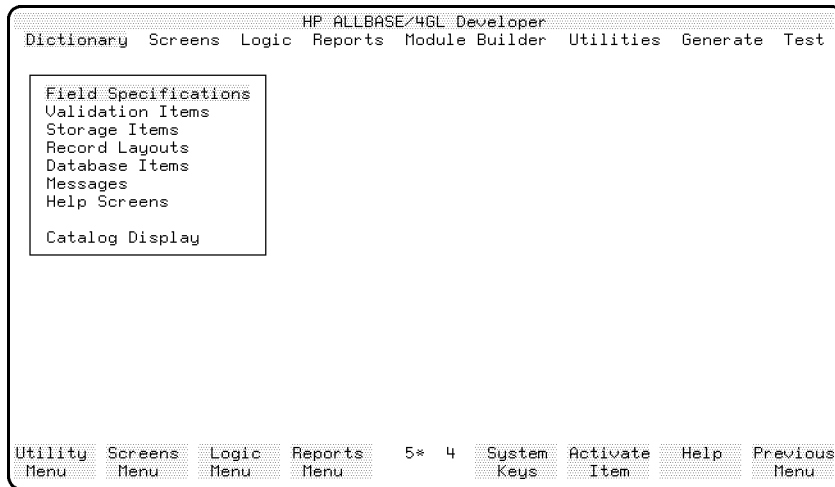 HP ALLBASE/4GL Developer
Dictionary Screens Logic Reports Module Builder Utilities Generate Test
Field Specifications
Validation Items
Storage Items
Record Layouts
Database Items
Messages
Help Screens
Catalog Display
Utility Screens Logic Reports 5* 4 System Activate Help Previous
Menu Menu Menu Menu Keys Item Menu